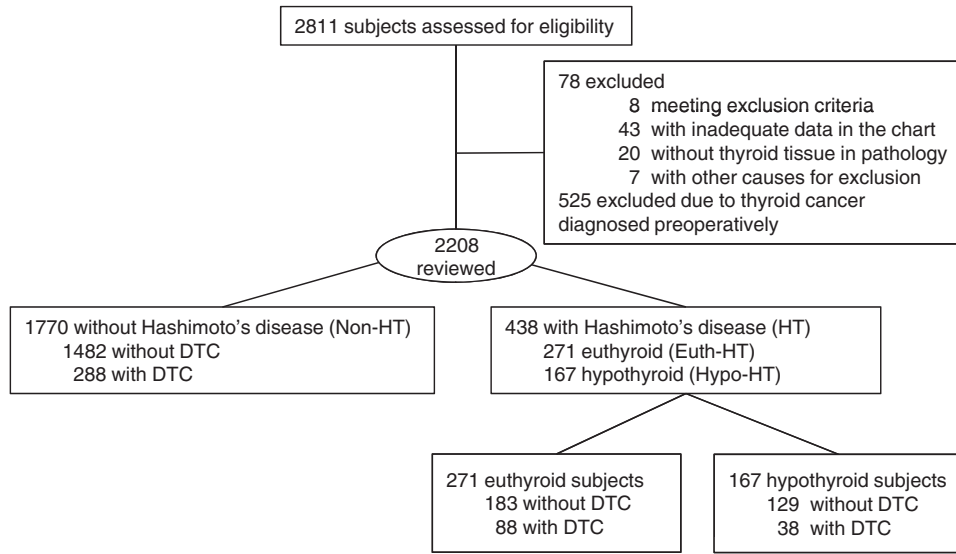 2811 subjects assessed for eligibility
78 excluded
8 meeting exclusion criteria
43 with inadequate data in the chart
20 without thyroid tissue in pathology
7 with other causes for exclusion
525 excluded due to thyroid cancer
diagnosed preoperatively
2208
reviewed
1770 without Hashimoto’s disease (Non-HT)
1482 without DTC
288 with DTC
438 with Hashimoto’s disease (HT)
271 euthyroid (Euth-HT)
167 hypothyroid (Hypo-HT)
271 euthyroid subjects
183 without DTC
88 with DTC
167 hypothyroid subjects
129 without DTC
38 with DTC